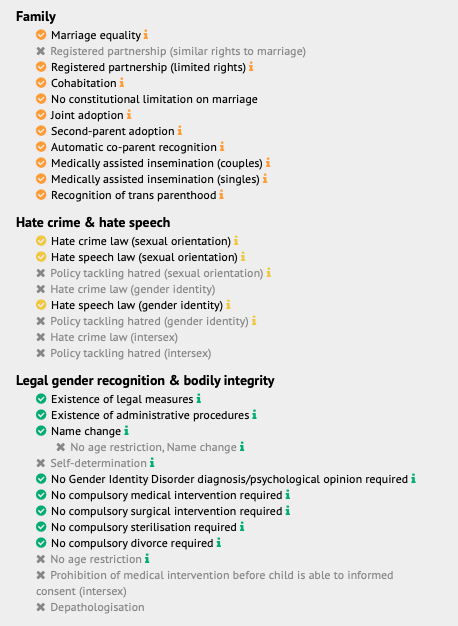 Family
Marriage equality
Registered partnership (similar rights to marriage)
Registered partnership (limited rights)
Cohabitation
No constitutional limitation on marriage
Joint adoption
Second-parent adoption
Automatic co-parent recognition
Medically assisted insemination (couples)
Medically assisted insemination (singles)
Recognition of trans parenthood
Hate crime & hate speech
Hate crime law (sexual orientation)
Hate speech law (sexual orientation)
Policy tackling hatred (sexual orientation)
Hate crime law (gender identity)
Hate speech law (gender identity)
Policy tackling hatred (gender identity)
Hate crime law (intersex)
Policy tackling hatred (intersex)
Legal gender recognition & bodily integrity
Existence of legal measures
Existence of administrative procedures
Name change
No age restriction, Name change
Self-determination
No Gender Identity Disorder diagnosis/psychological opinion required
No compulsory medical intervention required
No compulsory surgical intervention required
No compulsory sterilisation required
No compulsory divorce required
No age restriction
Prohibition of medical intervention before child is able to informed
consent (intersex)
Depathologisation